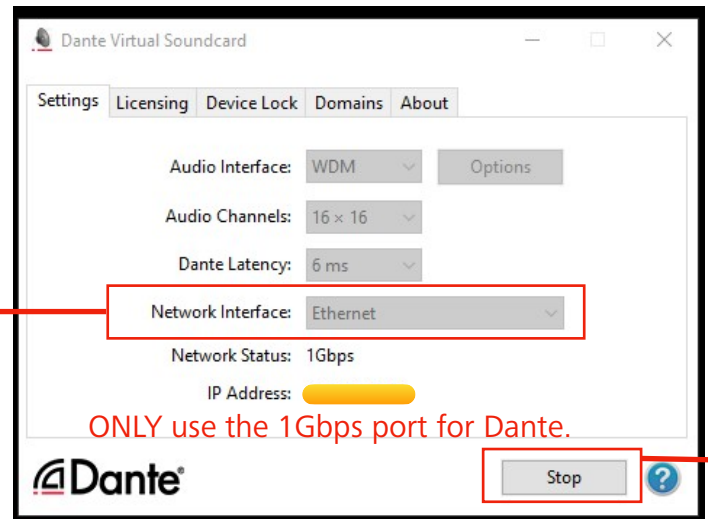 Dante Virtual Soundcard
Settings Licensing Device Lock Domains About
Audio Interface: WDM Options
Audio Channels: 16 × 16
Dante Latency: 6 ms
Network Interface: Ethernet
Network Status: 1Gbps
IP Address:
ONLY use the 1Gbps port for Dante.
Dante® Stop ?